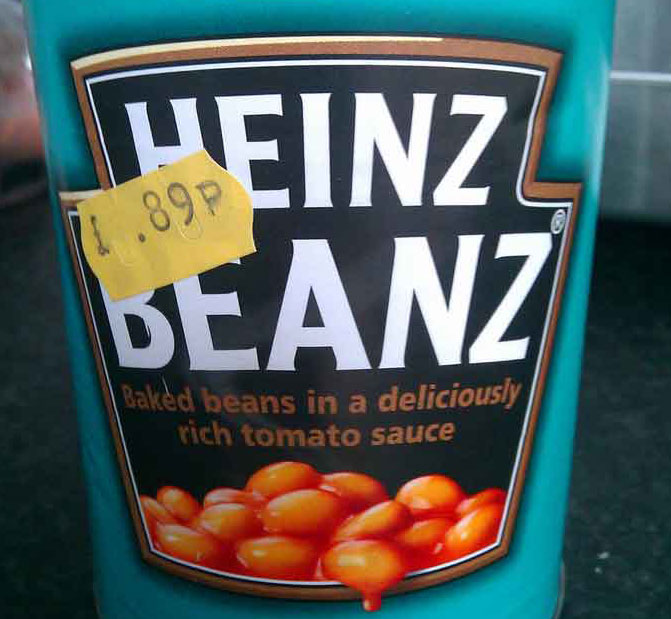 HEINZ
£ .89P
BEANZ
®
Baked beans in a deliciously
rich tomato sauce